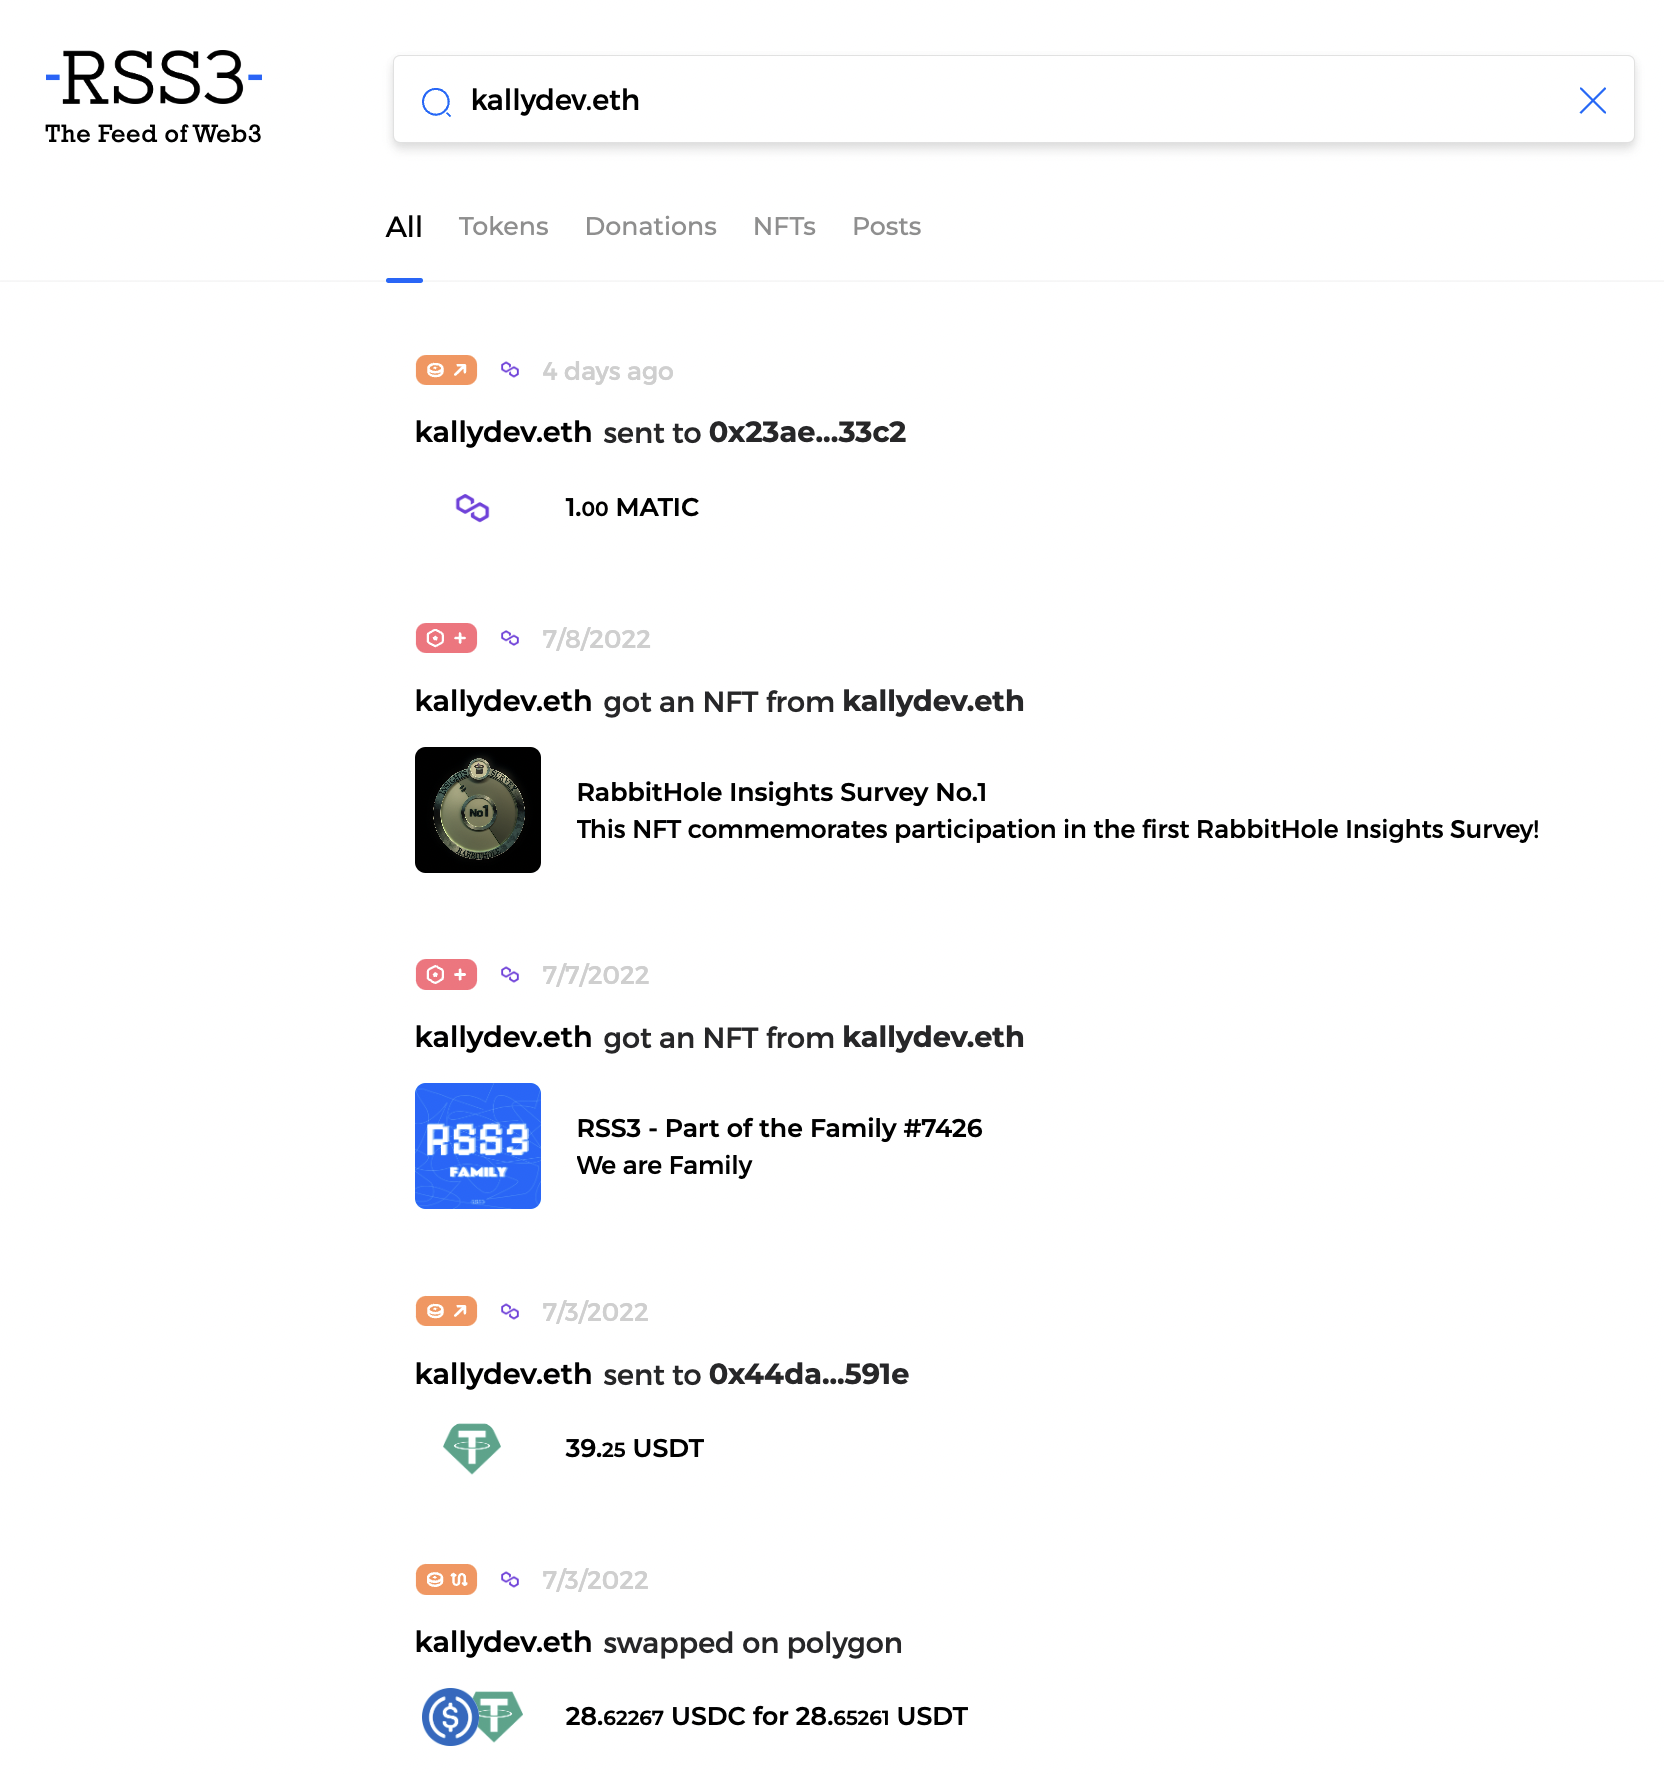 -RSS3-
The Feed of Web3
kallydev.eth
All Tokens Donations NFTs Posts
4 days ago
kallydev.eth sent to 0x23ae...33c2
1.00 MATIC
7/8/2022
kallydev.eth got an NFT from kallydev.eth
No1
RabbitHole Insights Survey No.1
This NFT commemorates participation in the first RabbitHole Insights Survey!
7/7/2022
kallydev.eth got an NFT from kallydev.eth
RSS3
FAMILY
RSS3 - Part of the Family #7426
We are Family
7/3/2022
kallydev.eth sent to 0x44da...591e
39.25 USDT
7/3/2022
kallydev.eth swapped on polygon
28.62267 USDC for 28.65261 USDT